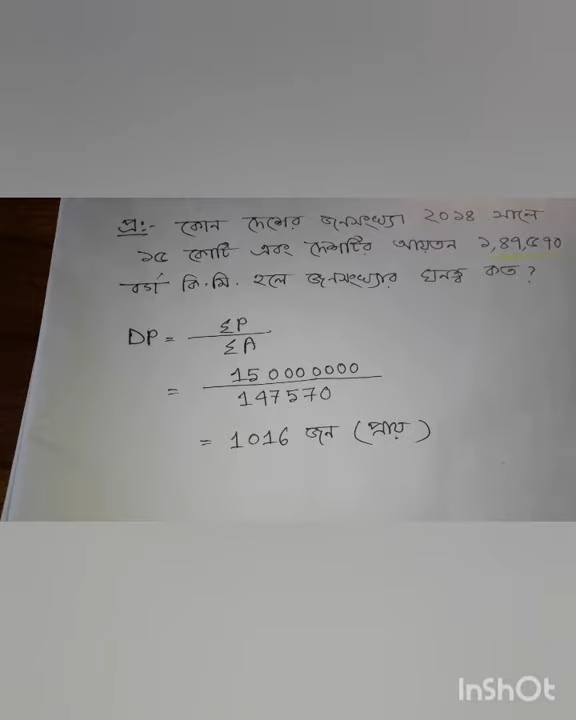 প্রঃ- কোন দেশের জনসংখ্যা ২০১৪ সালে
১৫ কোটি এবং দেশটির আয়তন ১,৪৭,৫৭০
বর্গ কি.মি. হলে জনসংখ্যার ঘনত্ব কত?
DP = ΣP
ΣA
= 150000000
147570
= 1016 জন (প্রায়)
InShOt